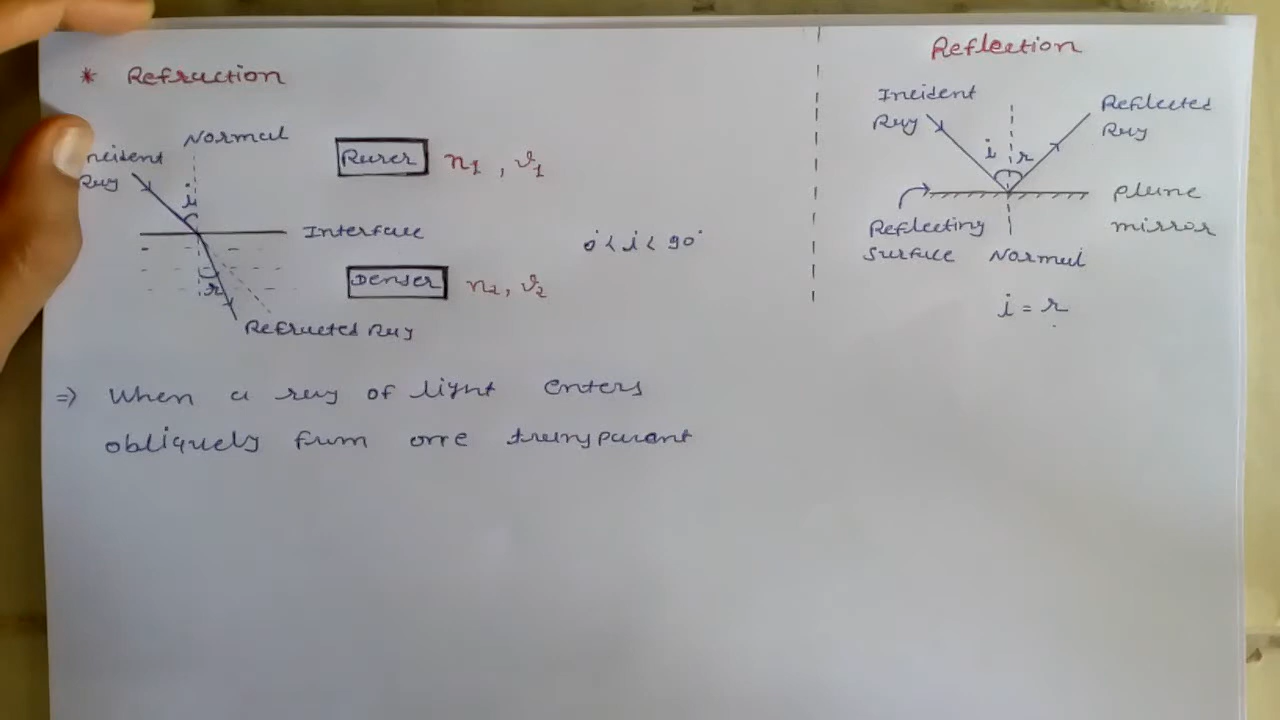 * Refraction
Normal
ncident
Ray
i
Rarer n1, v1
Interface
0° < i < 90°
Denser n2, v2
r
Refracted Ray
⇒ When a ray of light enters
obliquely from one transparent
Reflection
Incident
Ray
Reflected
Ray
i r
plane
mirror
Reflecting
Surface
Normal
i = r